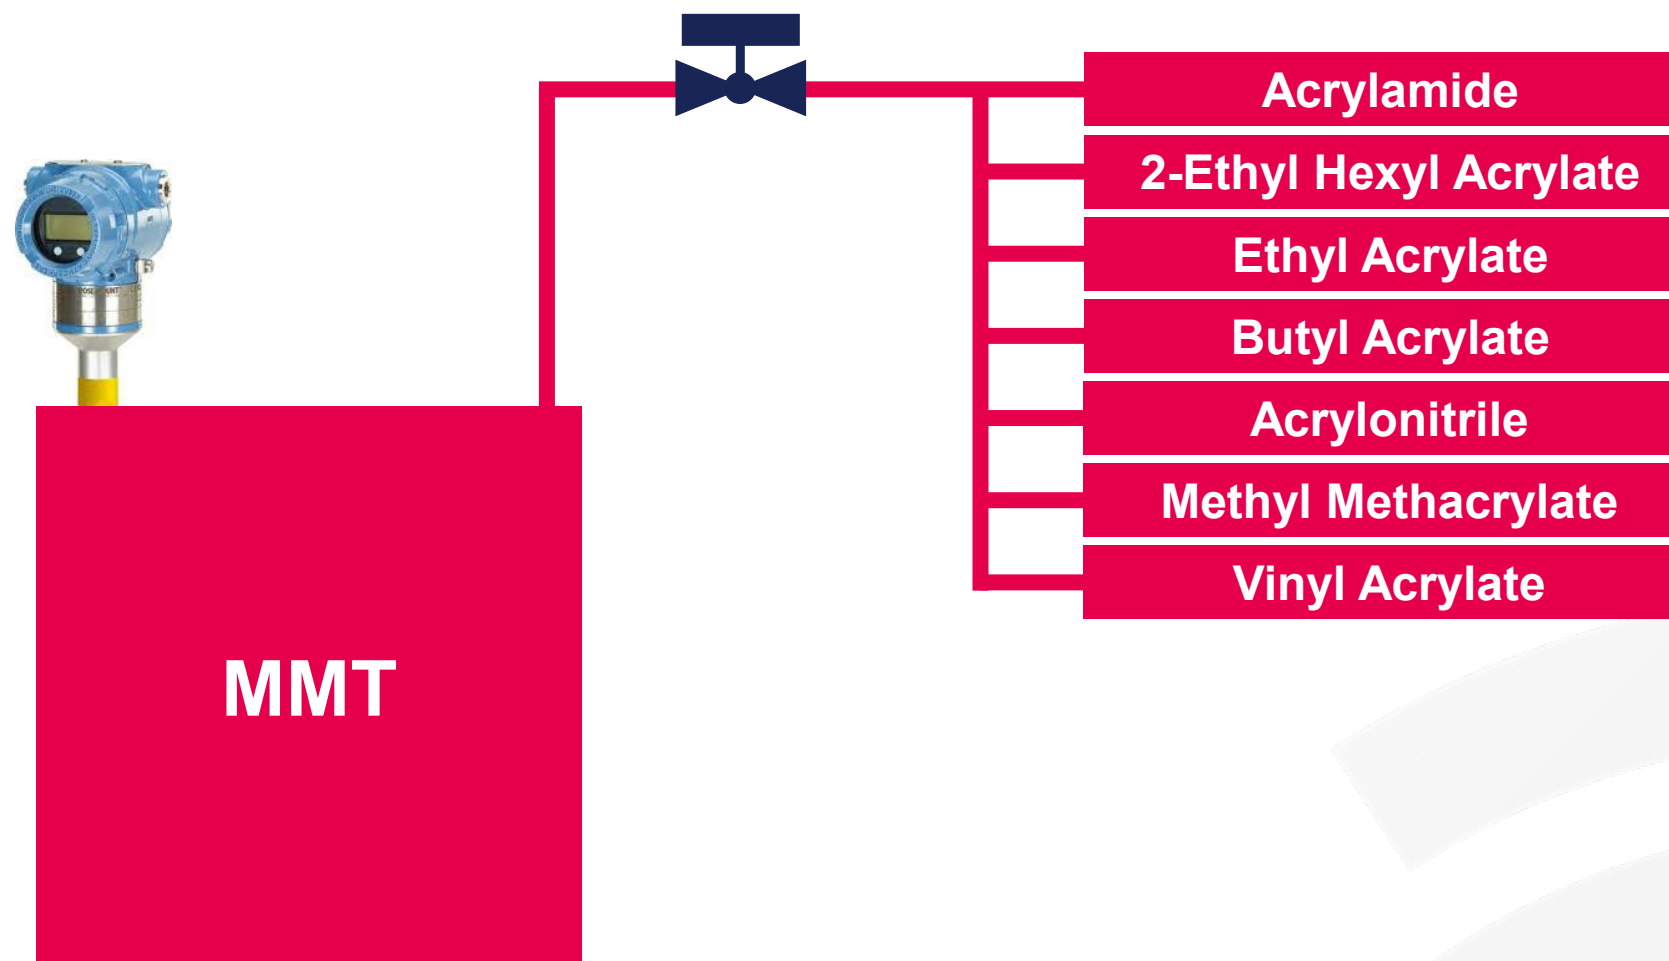 Acrylamide
2-Ethyl Hexyl Acrylate
Ethyl Acrylate
Butyl Acrylate
Acrylonitrile
Methyl Methacrylate
Vinyl Acrylate
MMT